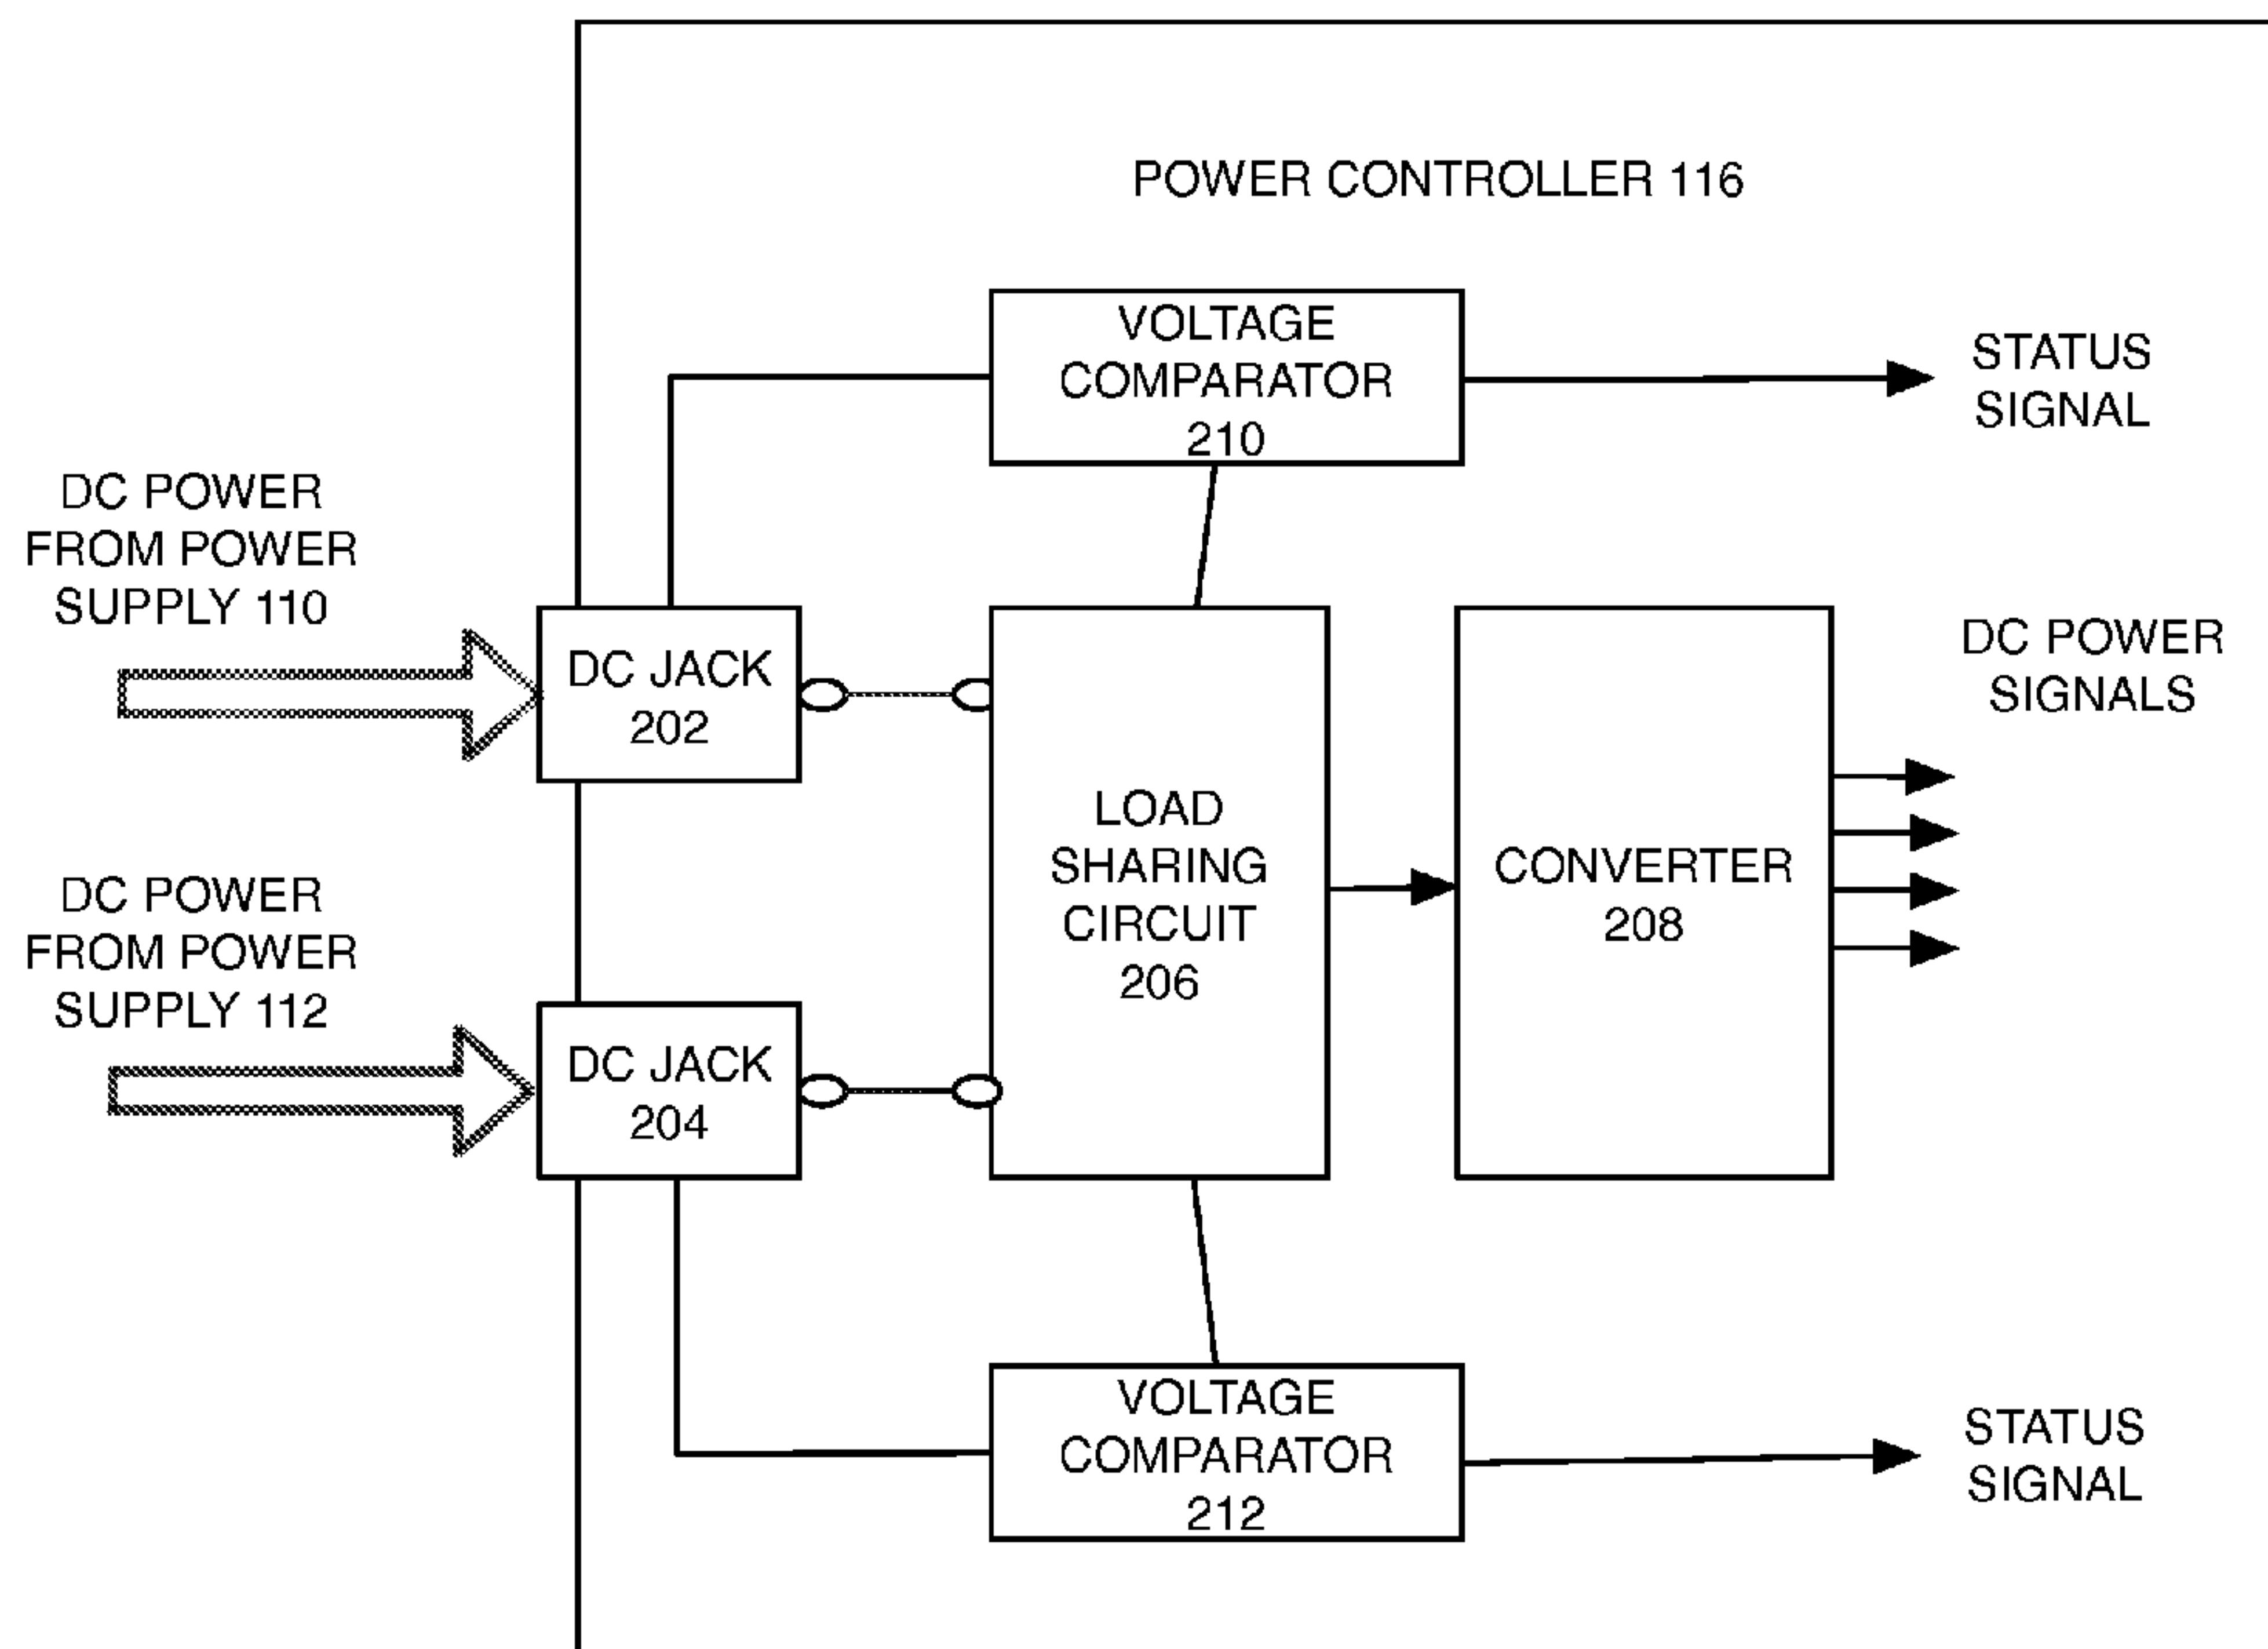 POWER CONTROLLER 116
VOLTAGE
COMPARATOR
210
STATUS
SIGNAL
DC POWER
FROM POWER
SUPPLY 110
DC JACK
202
DC POWER
SIGNALS
LOAD
SHARING
CIRCUIT
206
CONVERTER
208
DC POWER
FROM POWER
SUPPLY 112
DC JACK
204
VOLTAGE
COMPARATOR
212
STATUS
SIGNAL